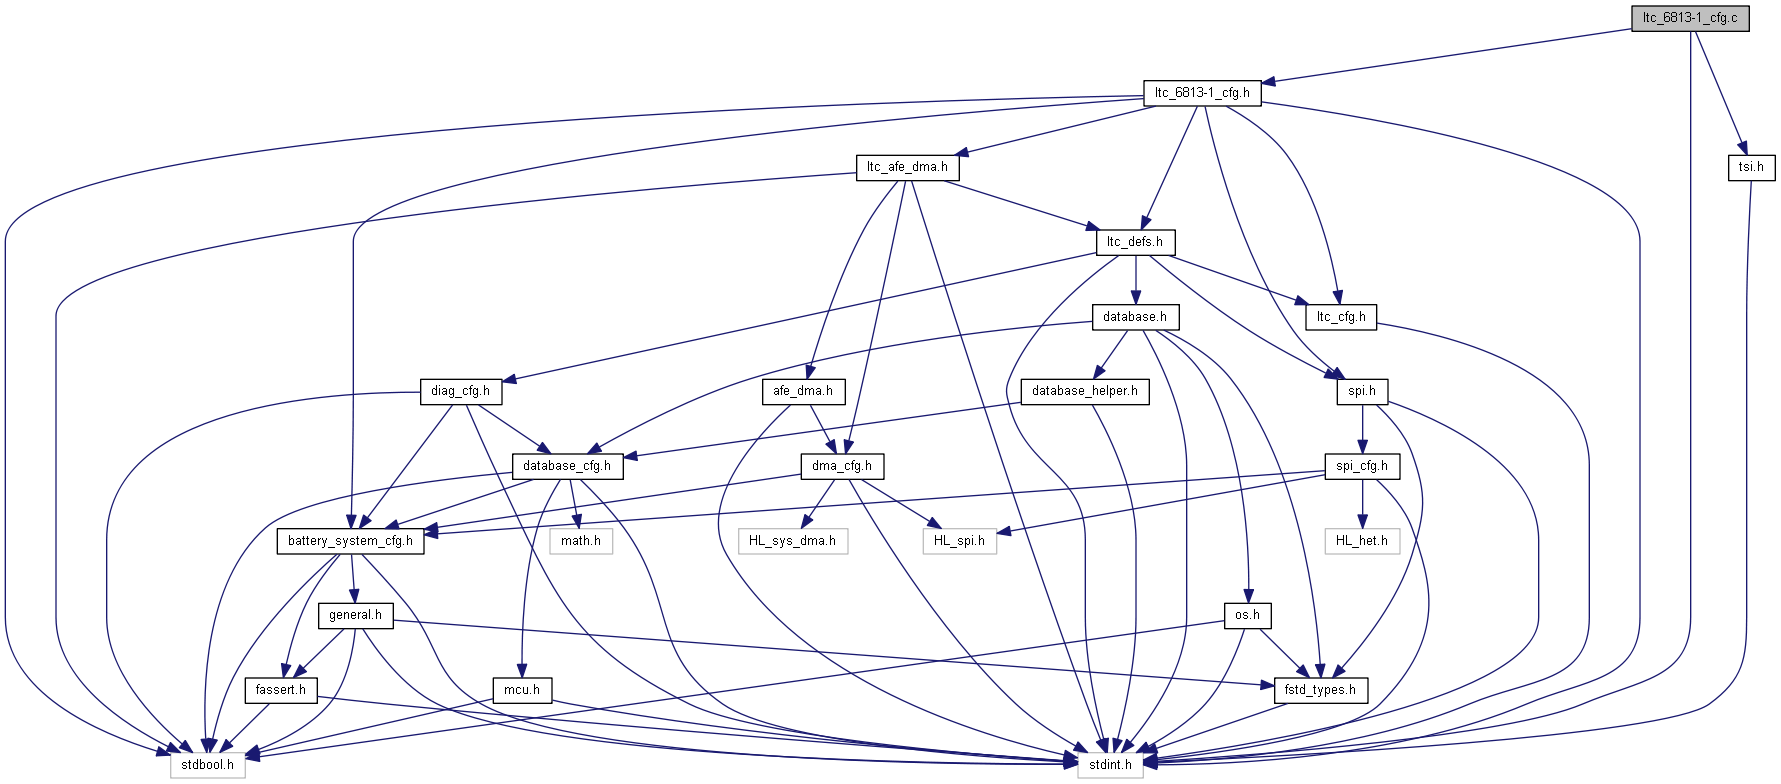 ltc_6813-1_cfg.c
ltc_6813-1_cfg.h
ltc_afe_dma.h
tsi.h
ltc_defs.h
database.h
ltc_cfg.h
diag_cfg.h
afe_dma.h
database_helper.h
spi.h
database_cfg.h
dma_cfg.h
spi_cfg.h
battery_system_cfg.h
math.h
HL_sys_dma.h
HL_spi.h
HL_het.h
general.h
os.h
fassert.h
mcu.h
fstd_types.h
stdbool.h
stdint.h